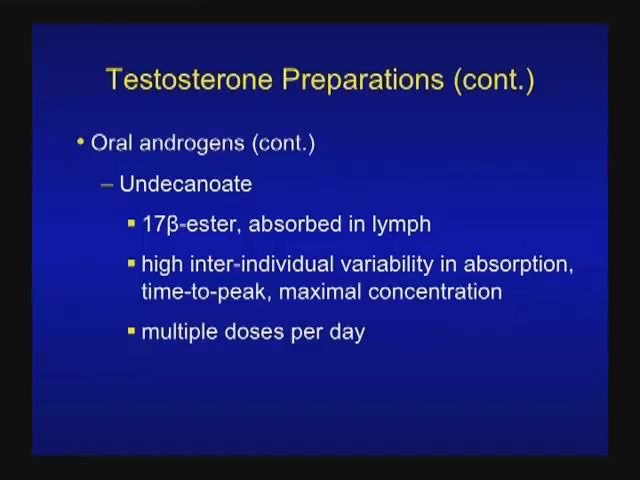 Testosterone Preparations (cont.)
• Oral androgens (cont.)
– Undecanoate
▪ 17β-ester, absorbed in lymph
▪ high inter-individual variability in absorption,
time-to-peak, maximal concentration
▪ multiple doses per day